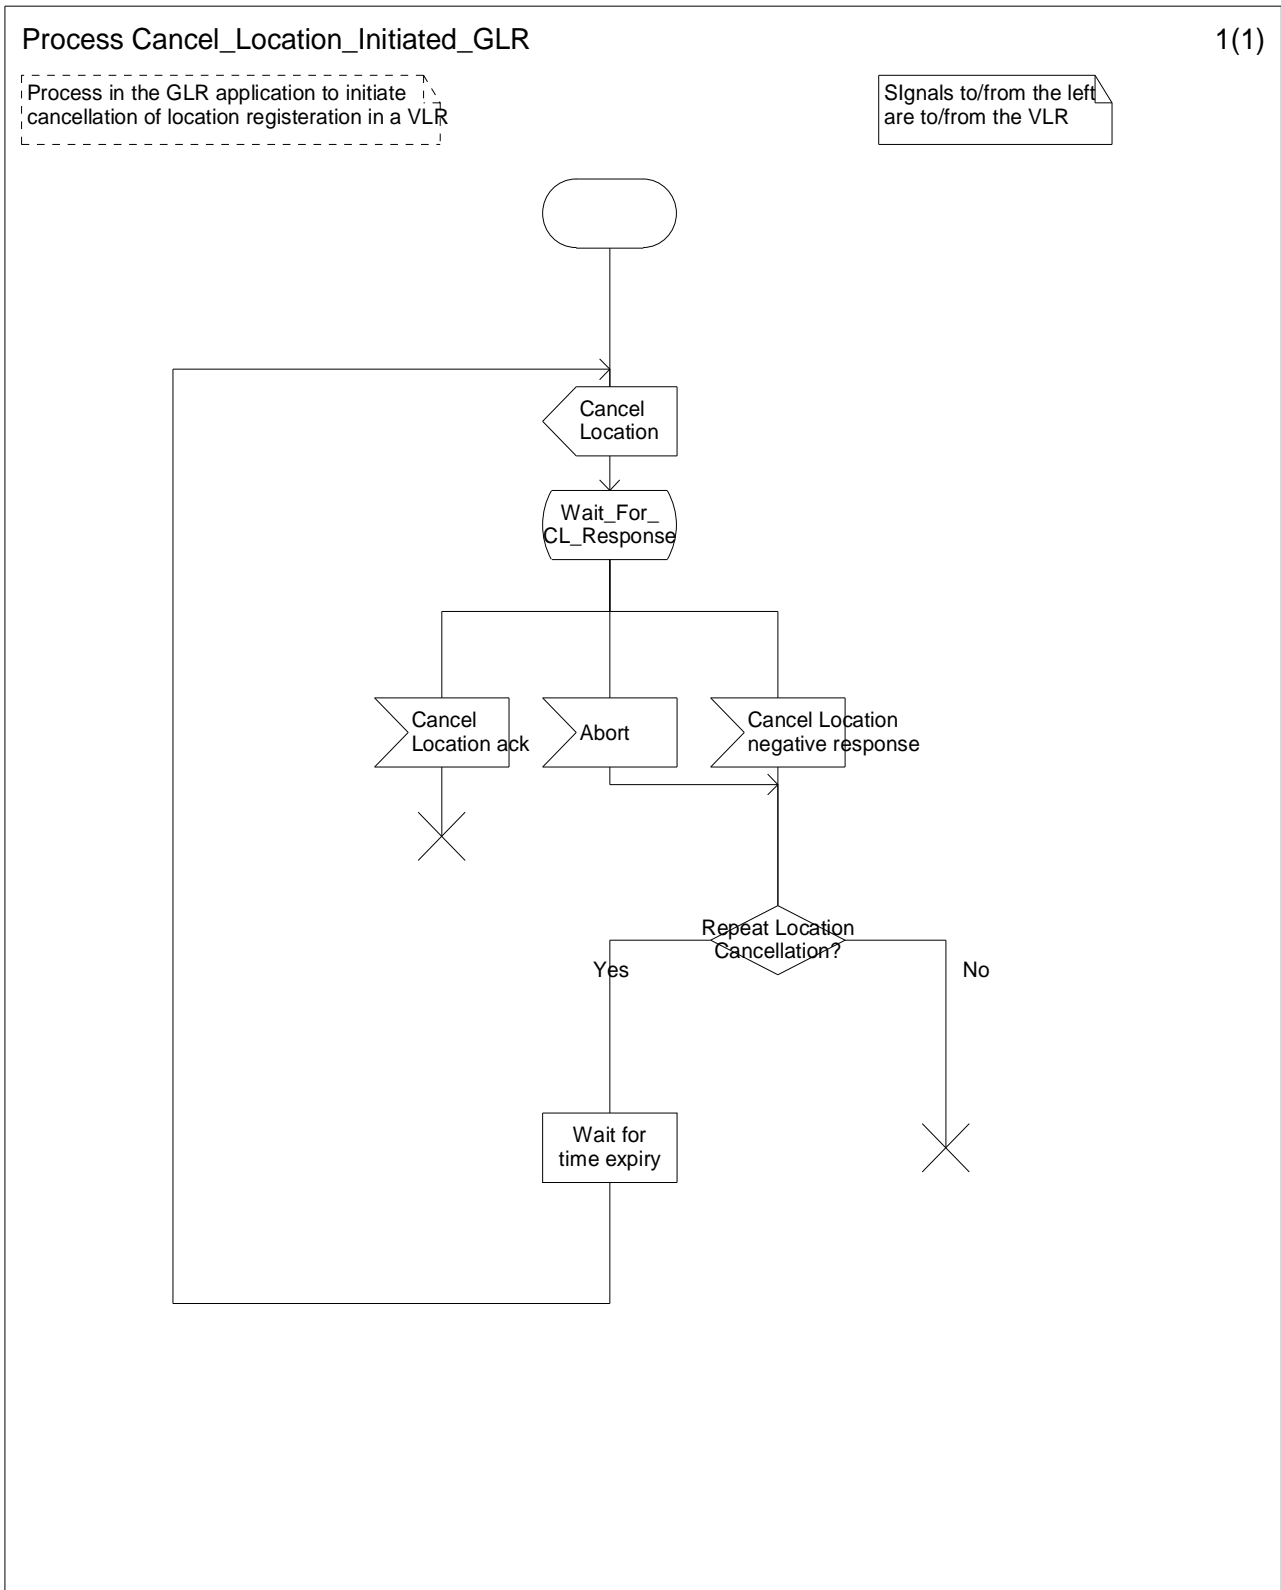 Process Cancel_Location_Initiated_GLR
1(1)
Process in the GLR application to initiate
cancellation of location registeration in a VLR
SIgnals to/from the left
are to/from the VLR
Cancel
Location
Wait_For_
CL_Response
Cancel
Location ack
Abort
Cancel Location
negative response
Repeat Location
Cancellation?
Yes
No
Wait for
time expiry